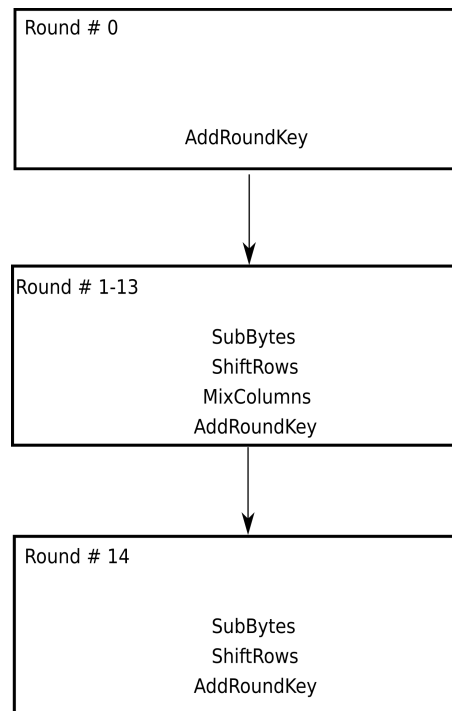 Round # 0
AddRoundKey
Round # 1-13
SubBytes
ShiftRows
MixColumns
AddRoundKey
Round # 14
SubBytes
ShiftRows
AddRoundKey